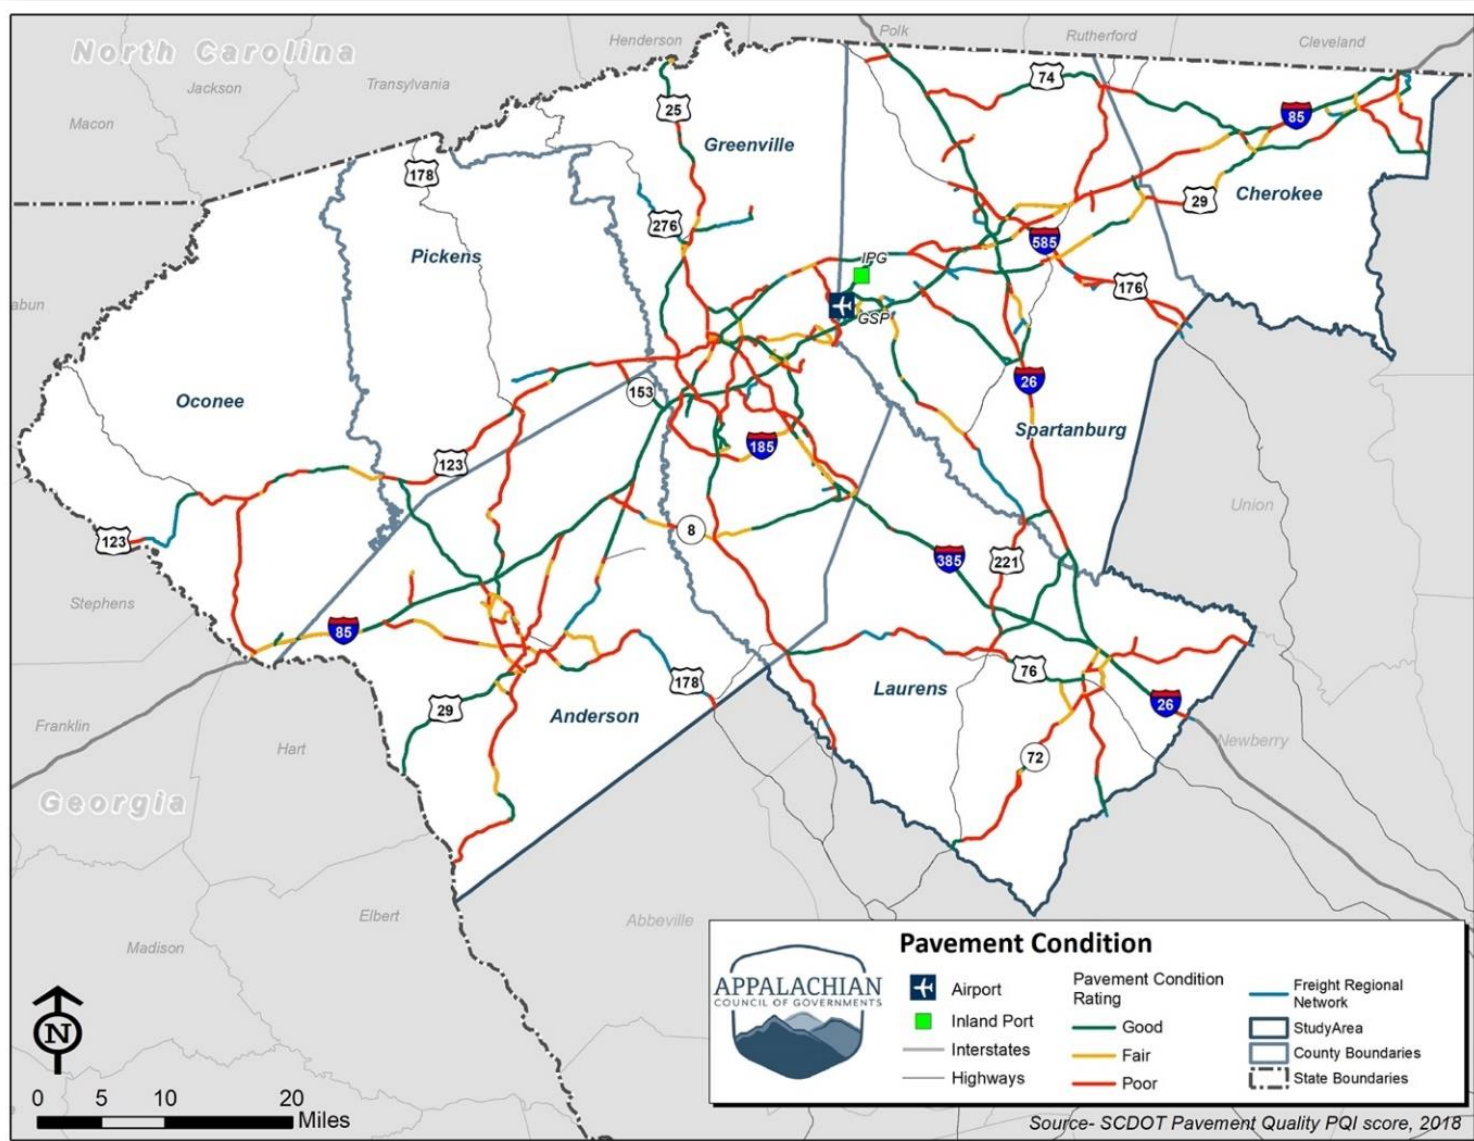 North Carolina
Henderson
Polk
Rutherford
Cleveland
Jackson
Transylvania
Macon
74
25
85
Greenville
178
29
Cherokee
276
585
Pickens
IPG
176
abun
GSP
26
153
Oconee
Spartanburg
185
123
Union
8
123
385
221
Stephens
85
76
178
Laurens
26
29
Anderson
Franklin
Newberry
Hart
72
Georgia
Elbert
Abbeville
Madison
N
0 5 10 20
Miles
APPALACHIAN
COUNCIL OF GOVERNMENTS
Pavement Condition
Airport
Inland Port
Interstates
Highways
Pavement Condition
Rating
Good
Fair
Poor
Freight Regional
Network
StudyArea
County Boundaries
State Boundaries
Source- SCDOT Pavement Quality PQI score, 2018